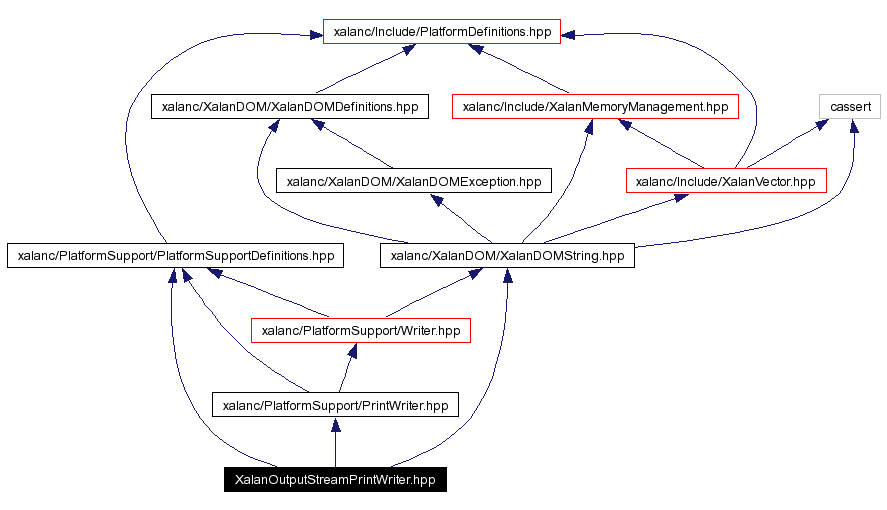 xalanc/Include/PlatformDefinitions.hpp
xalanc/XalanDOM/XalanDOMDefinitions.hpp
xalanc/Include/XalanMemoryManagement.hpp
cassert
xalanc/XalanDOM/XalanDOMException.hpp
xalanc/Include/XalanVector.hpp
xalanc/PlatformSupport/PlatformSupportDefinitions.hpp
xalanc/XalanDOM/XalanDOMString.hpp
xalanc/PlatformSupport/Writer.hpp
xalanc/PlatformSupport/PrintWriter.hpp
XalanOutputStreamPrintWriter.hpp